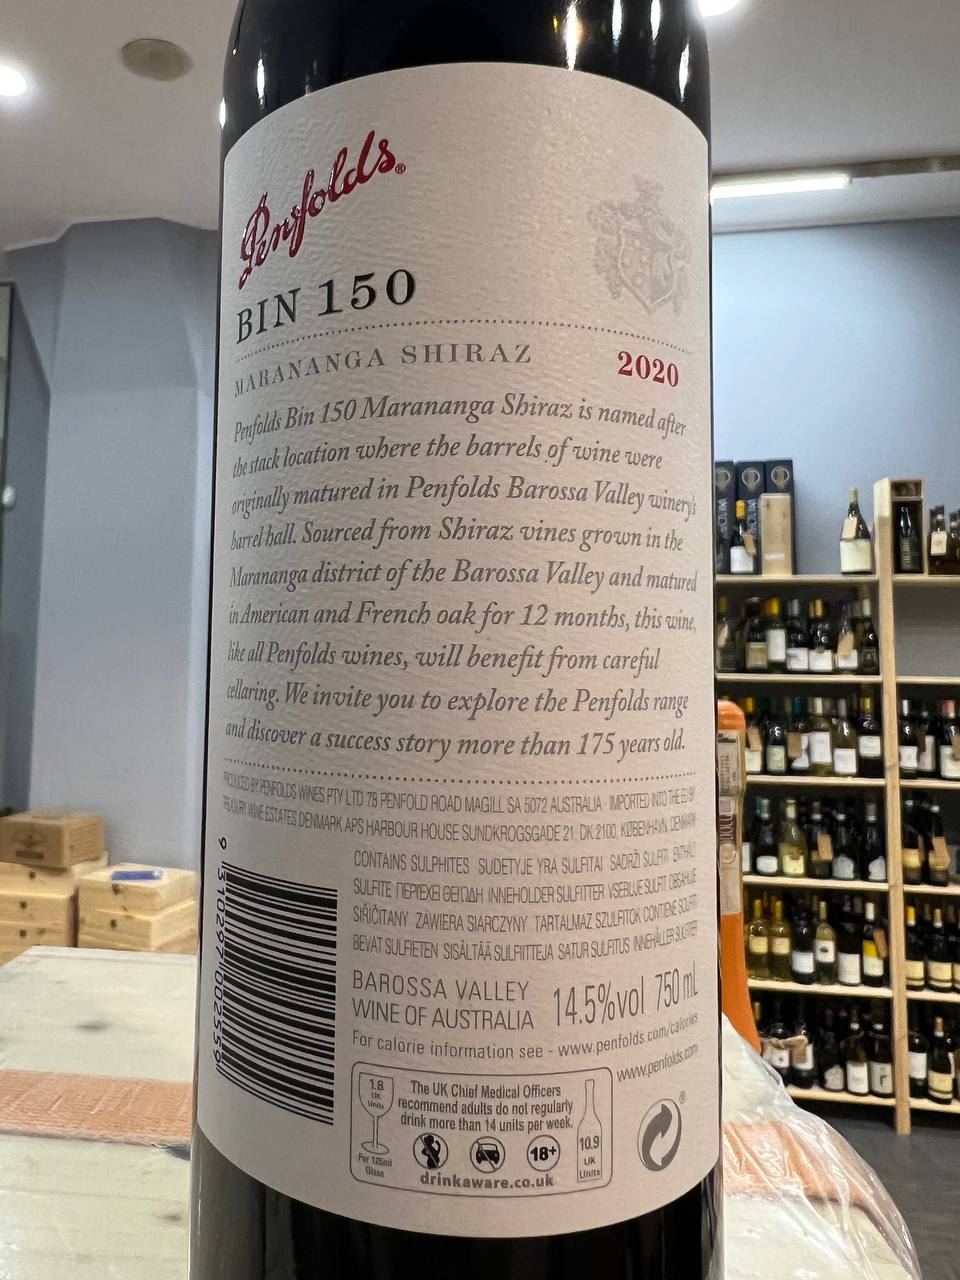 Penfolds®
BIN 150
MARANANGA SHIRAZ 2020
Penfolds Bin 150 Marananga Shiraz is named after
the stack location where the barrels of wine were
originally matured in Penfolds Barossa Valley winery's
barrel hall. Sourced from Shiraz vines grown in the
Marananga district of the Barossa Valley and matured
in American and French oak for 12 months, this wine,
like all Penfolds wines, will benefit from careful
cellaring. We invite you to explore the Penfolds range
and discover a success story more than 175 years old.
PRODUCED BY PENFOLDS WINES PTY LTD 78 PENFOLD ROAD MAGILL SA 5072 AUSTRALIA · IMPORTED INTO THE EU BY
TREASURY WINE ESTATES DENMARK APS HARBOUR HOUSE SUNDKROGSGADE 21, DK 2100, KØBENHAVN, DENMARK
CONTAINS SULPHITES SUDETYJE YRA SULFITAI SADRŽI SULFITI ENTHÄLT
SULFITE ΠΕΡΙΕΧΕΙ ΘΕΙΩΔΗ INNEHOLDER SULFITTER VSEBUJE SULFIT OBSAHUJE
SIŘIČITANY ZAWIERA SIARCZYNY TARTALMAZ SZULFITOK CONTIENE SOLFITI
BEVAT SULFIETEN SISÄLTÄÄ SULFIITTEJA SATUR SULFITUS INNEHÅLLER SULFITER
9 310297 002559
BAROSSA VALLEY
WINE OF AUSTRALIA
14.5%vol 750 mL
For calorie information see - www.penfolds.com/calories
www.penfolds.com
1.8
UK
Units
Per 125ml
Glass
The UK Chief Medical Officers
recommend adults do not regularly
drink more than 14 units per week.
18+
drinkaware.co.uk
10.9
UK
Units
®